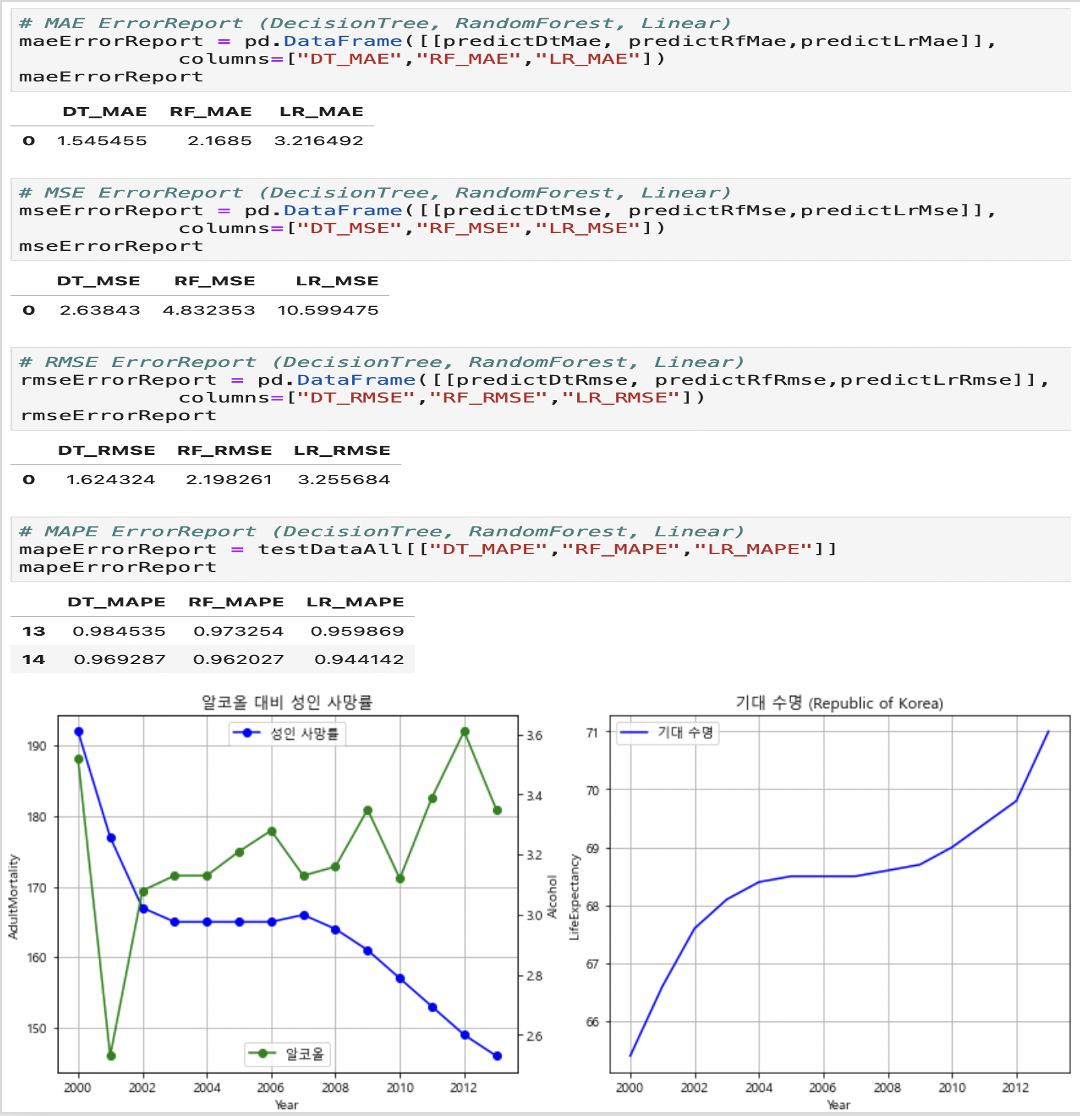 # MAE ErrorReport (DecisionTree, RandomForest, Linear)
maeErrorReport = pd.DataFrame([[predictDtMae, predictRfMae,predictLrMae]],
columns=["DT_MAE","RF_MAE","LR_MAE"])
maeErrorReport
DT_MAE RF_MAE LR_MAE
0 1.545455 2.1685 3.216492
# MSE ErrorReport (DecisionTree, RandomForest, Linear)
mseErrorReport = pd.DataFrame([[predictDtMse, predictRfMse,predictLrMse]],
columns=["DT_MSE","RF_MSE","LR_MSE"])
mseErrorReport
DT_MSE RF_MSE LR_MSE
0 2.63843 4.832353 10.599475
# RMSE ErrorReport (DecisionTree, RandomForest, Linear)
rmseErrorReport = pd.DataFrame([[predictDtRmse, predictRfRmse,predictLrRmse]],
columns=["DT_RMSE","RF_RMSE","LR_RMSE"])
rmseErrorReport
DT_RMSE RF_RMSE LR_RMSE
0 1.624324 2.198261 3.255684
# MAPE ErrorReport (DecisionTree, RandomForest, Linear)
mapeErrorReport = testDataAll[["DT_MAPE","RF_MAPE","LR_MAPE"]]
mapeErrorReport
DT_MAPE RF_MAPE LR_MAPE
13 0.984535 0.973254 0.959869
14 0.969287 0.962027 0.944142
알코올 대비 성인 사망률
성인 사망률
알코올
AdultMortality
190
180
170
160
150
3.6
3.4
3.2
3.0
2.8
2.6
Alcohol
2000 2002 2004 2006 2008 2010 2012
Year
기대 수명 (Republic of Korea)
기대 수명
LifeExpectancy
71
70
69
68
67
66
2000 2002 2004 2006 2008 2010 2012
Year